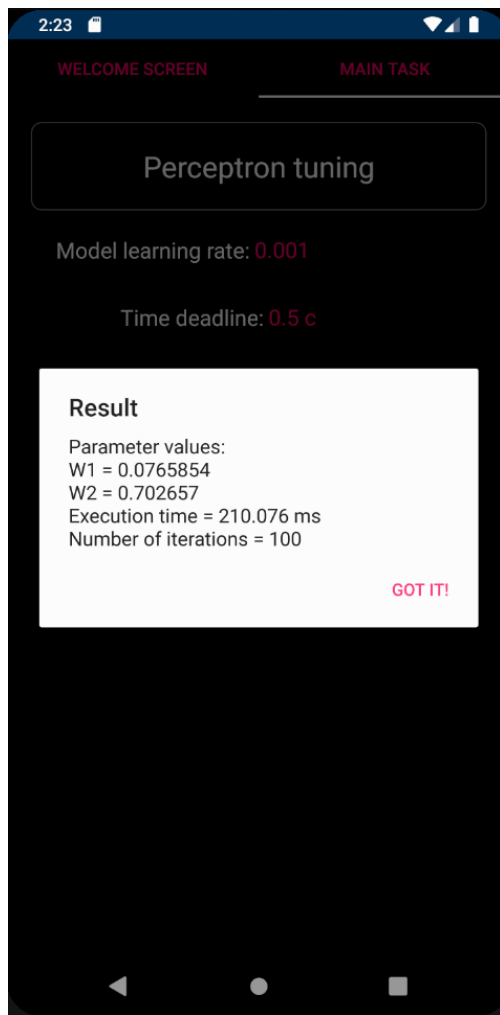 2:23
WELCOME SCREEN MAIN TASK
Perceptron tuning
Model learning rate: 0.001
Time deadline: 0.5 c
Result
Parameter values:
W1 = 0.0765854
W2 = 0.702657
Execution time = 210.076 ms
Number of iterations = 100
GOT IT!